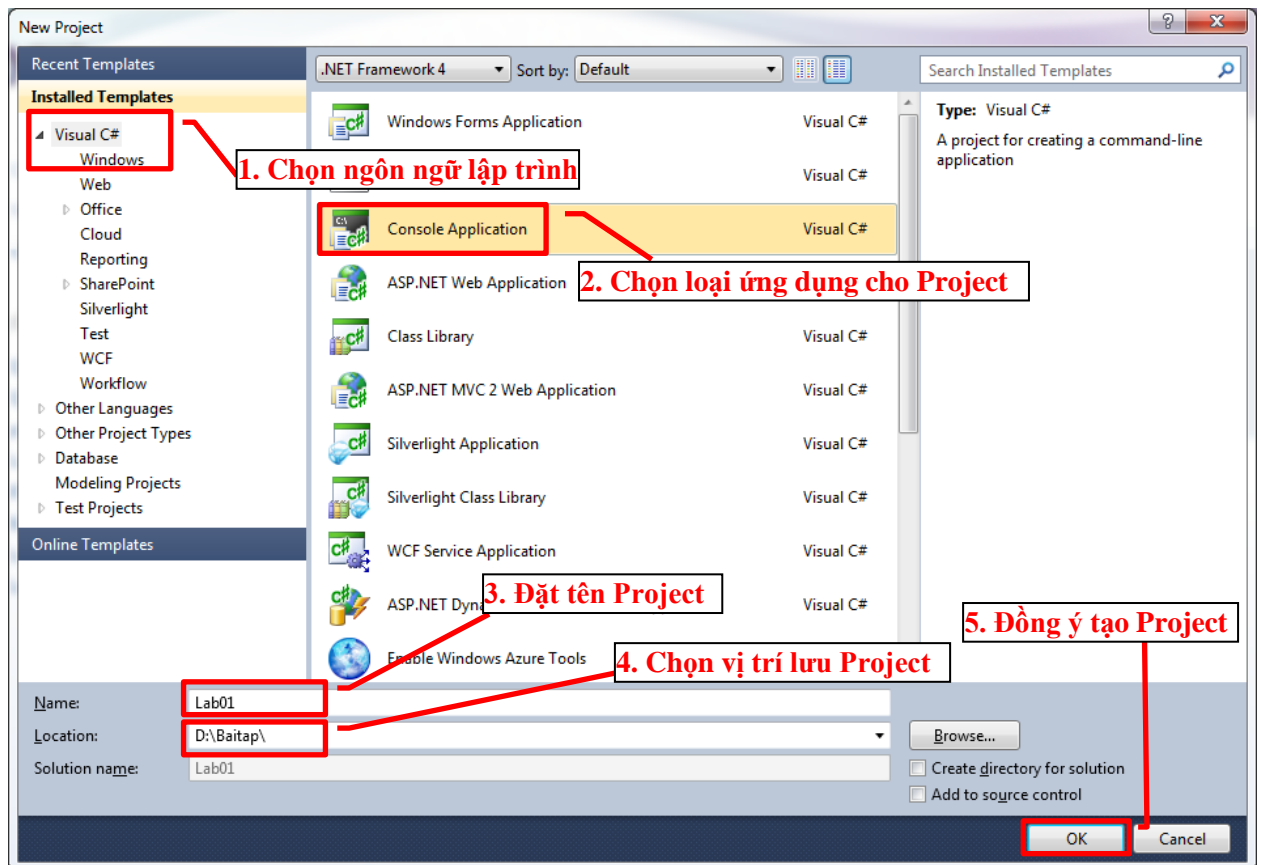 New Project
Recent Templates
Installed Templates
Visual C#
Windows
Web
Office
Cloud
Reporting
SharePoint
Silverlight
Test
WCF
Workflow
Other Languages
Other Project Types
Database
Modeling Projects
Test Projects
Online Templates
.NET Framework 4 Sort by: Default
Windows Forms Application Visual C#
1. Chọn ngôn ngữ lập trình
Visual C#
Console Application Visual C#
2. Chọn loại ứng dụng cho Project
ASP.NET Web Application
Class Library Visual C#
ASP.NET MVC 2 Web Application Visual C#
Silverlight Application Visual C#
Silverlight Class Library Visual C#
WCF Service Application Visual C#
3. Đặt tên Project
ASP.NET Visual C#
Enable Windows Azure Tools
4. Chọn vị trí lưu Project
Search Installed Templates
Type: Visual C#
A project for creating a command-line
application
5. Đồng ý tạo Project
Name: Lab01
Location: D:\Baitap\
Browse...
Solution name: Lab01
Create directory for solution
Add to source control
OK Cancel